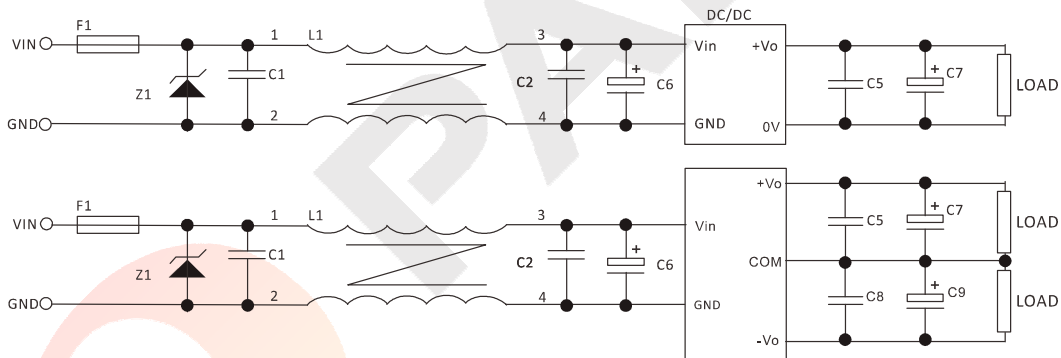 F1
DC/DC
VIN
1
L1
3
Vin
+Vo
Z1
C1
C2
+
C6
C5
+
C7
LOAD
GND
2
4
GND
0V
F1
+Vo
VIN
1
L1
3
Vin
C5
+
C7
LOAD
Z1
C1
C2
+
C6
COM
GND
2
4
GND
C8
+
C9
LOAD
-Vo